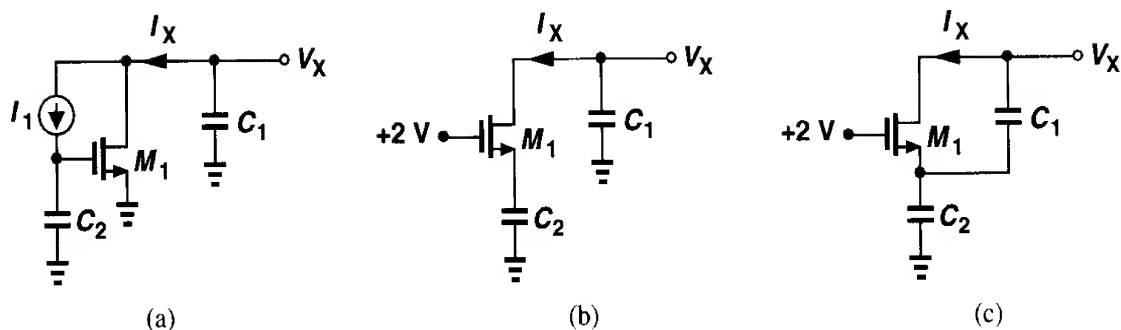 I_X
V_X
I_1
M_1
C_1
C_2
(a)
I_X
V_X
+2 V
M_1
C_1
C_2
(b)
I_X
V_X
+2 V
M_1
C_1
C_2
(c)